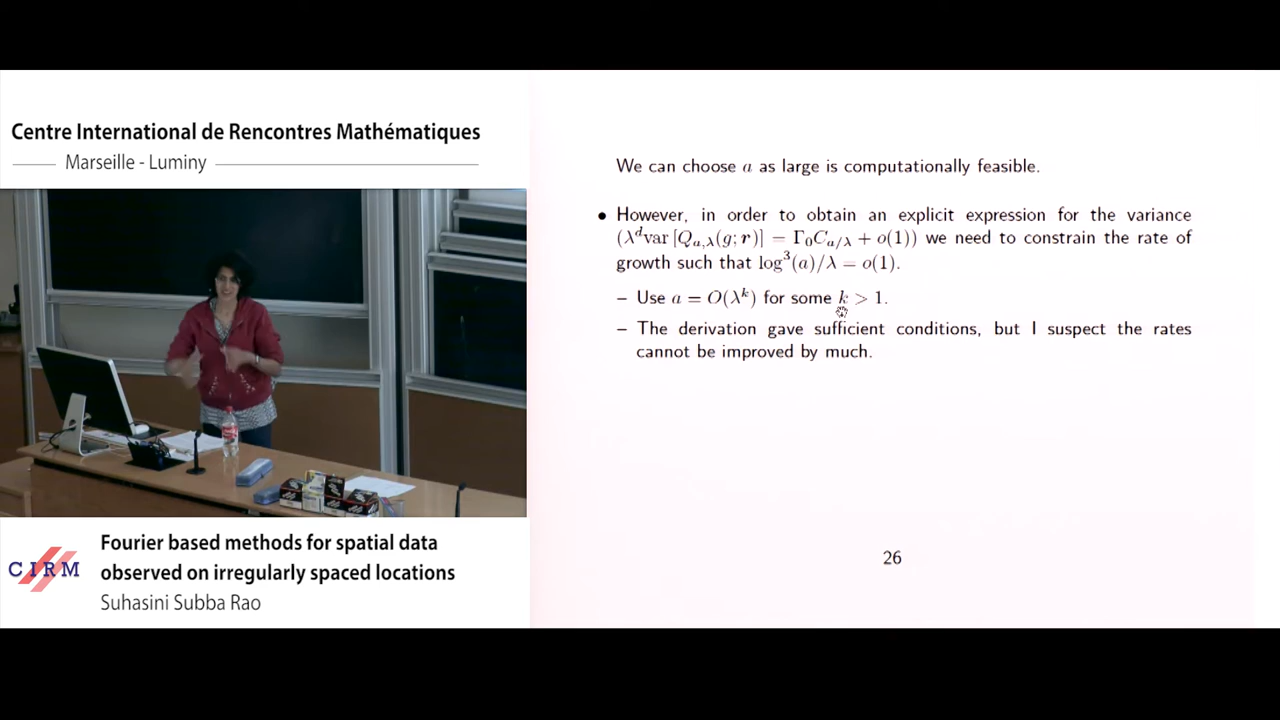 Centre International de Rencontres Mathématiques
Marseille - Luminy
We can choose a as large is computationally feasible.
• However, in order to obtain an explicit expression for the variance
(λ^d var [Q_{a,λ}(g; r)] = Γ_0 C_{a/λ} + o(1)) we need to constrain the rate of
growth such that log^3(a)/λ = o(1).
– Use a = O(λ^k) for some k > 1.
– The derivation gave sufficient conditions, but I suspect the rates
cannot be improved by much.
26
CIRM
Fourier based methods for spatial data
observed on irregularly spaced locations
Suhasini Subba Rao